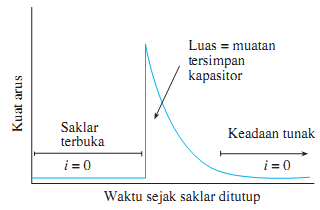 Kuat arus
Luas = muatan
tersimpan
kapasitor
Saklar
terbuka
i = 0
Keadaan tunak
i = 0
Waktu sejak saklar ditutup